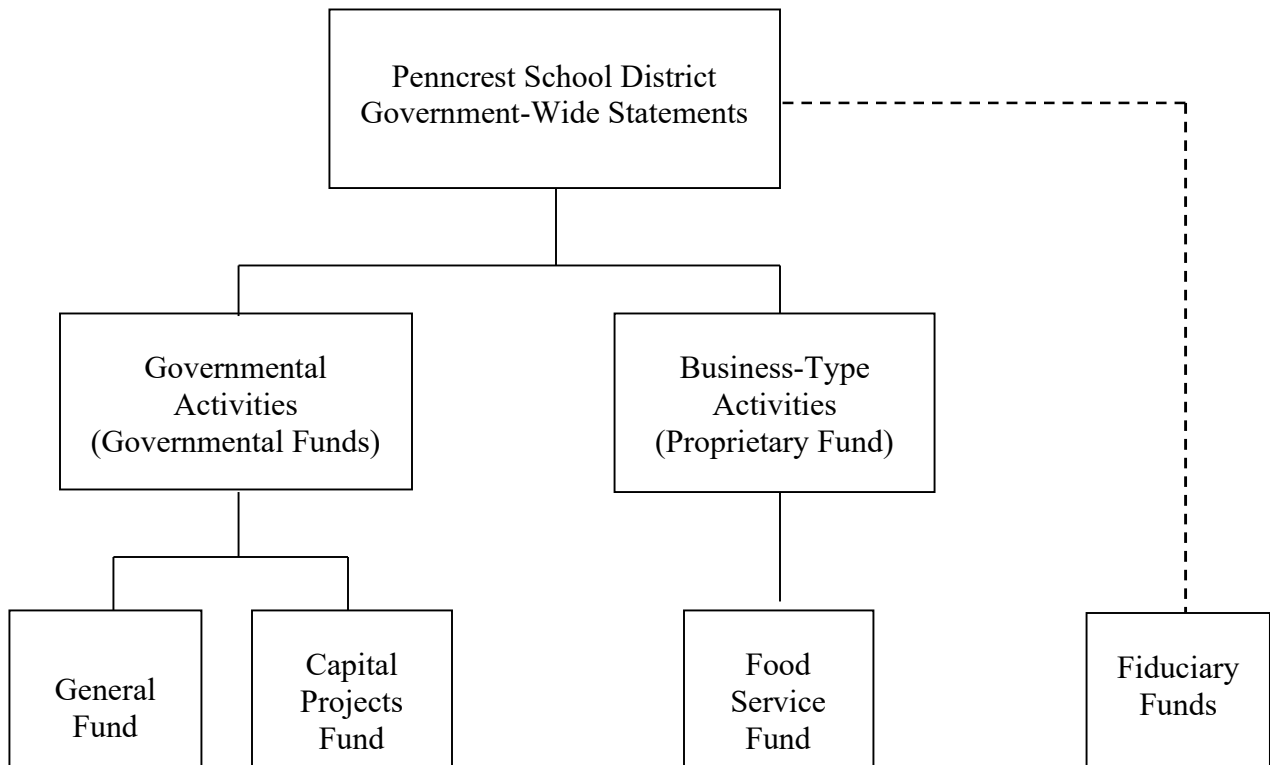 Penncrest School District
Government-Wide Statements
Governmental
Activities
(Governmental Funds)
Business-Type
Activities
(Proprietary Fund)
General
Fund
Capital
Projects
Fund
Food
Service
Fund
Fiduciary
Funds